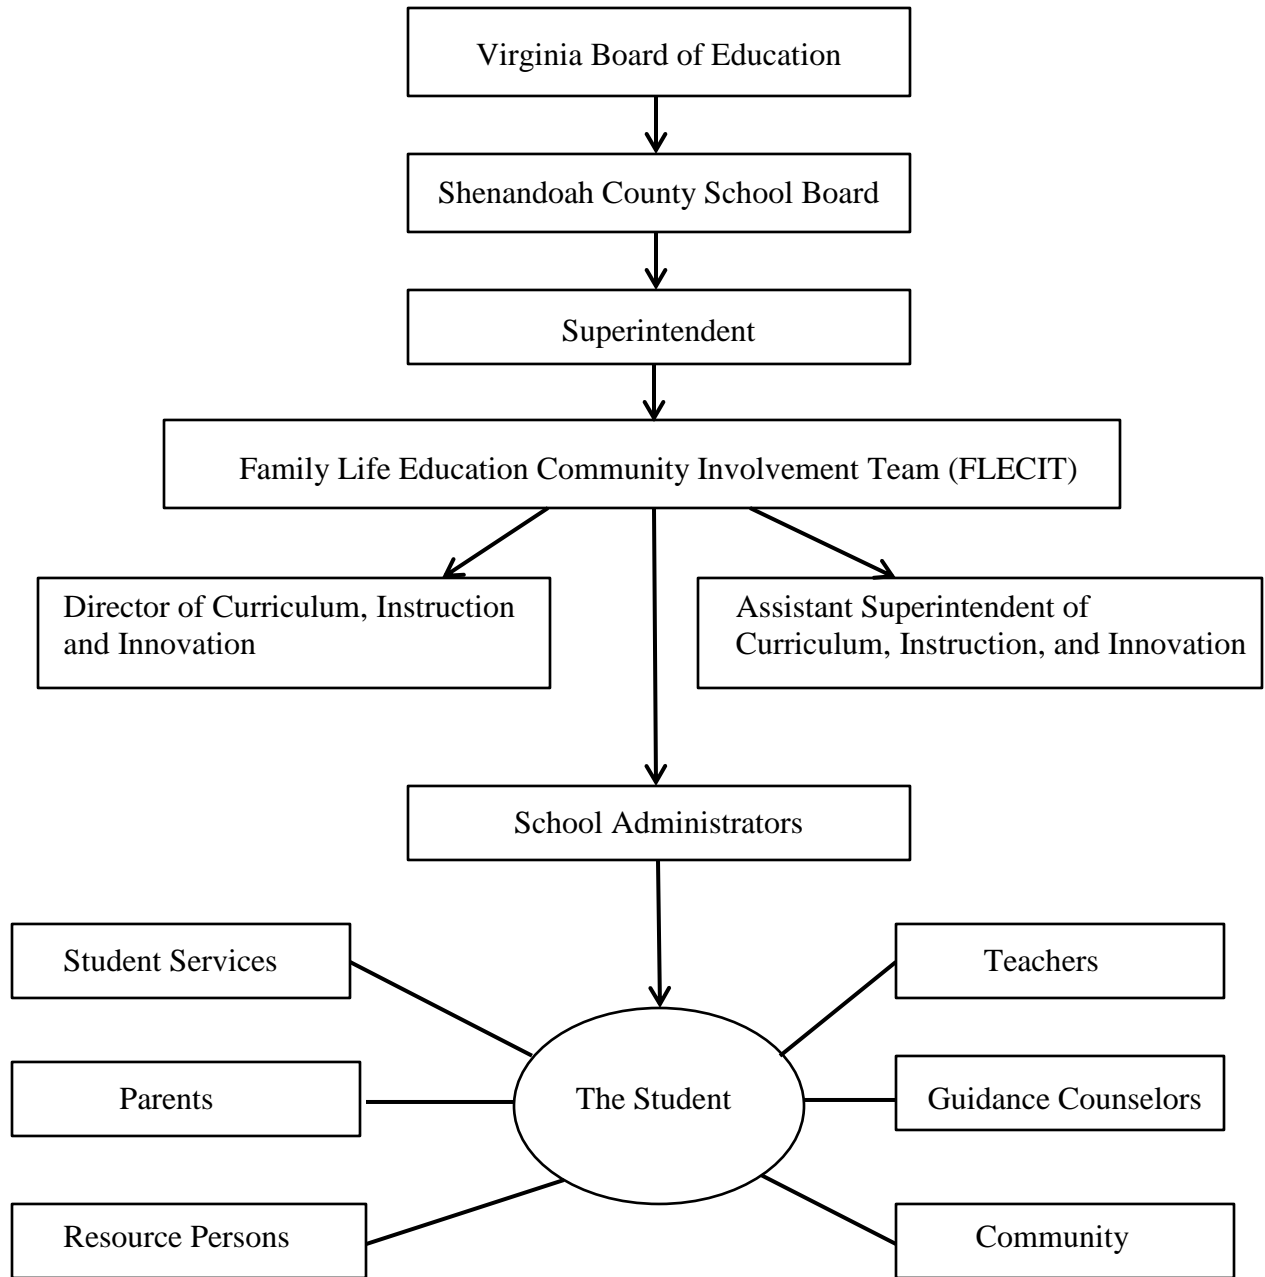 Virginia Board of Education
Shenandoah County School Board
Superintendent
Family Life Education Community Involvement Team (FLECIT)
Director of Curriculum, Instruction
and Innovation
Assistant Superintendent of
Curriculum, Instruction, and Innovation
School Administrators
Student Services
Teachers
Parents
The Student
Guidance Counselors
Resource Persons
Community